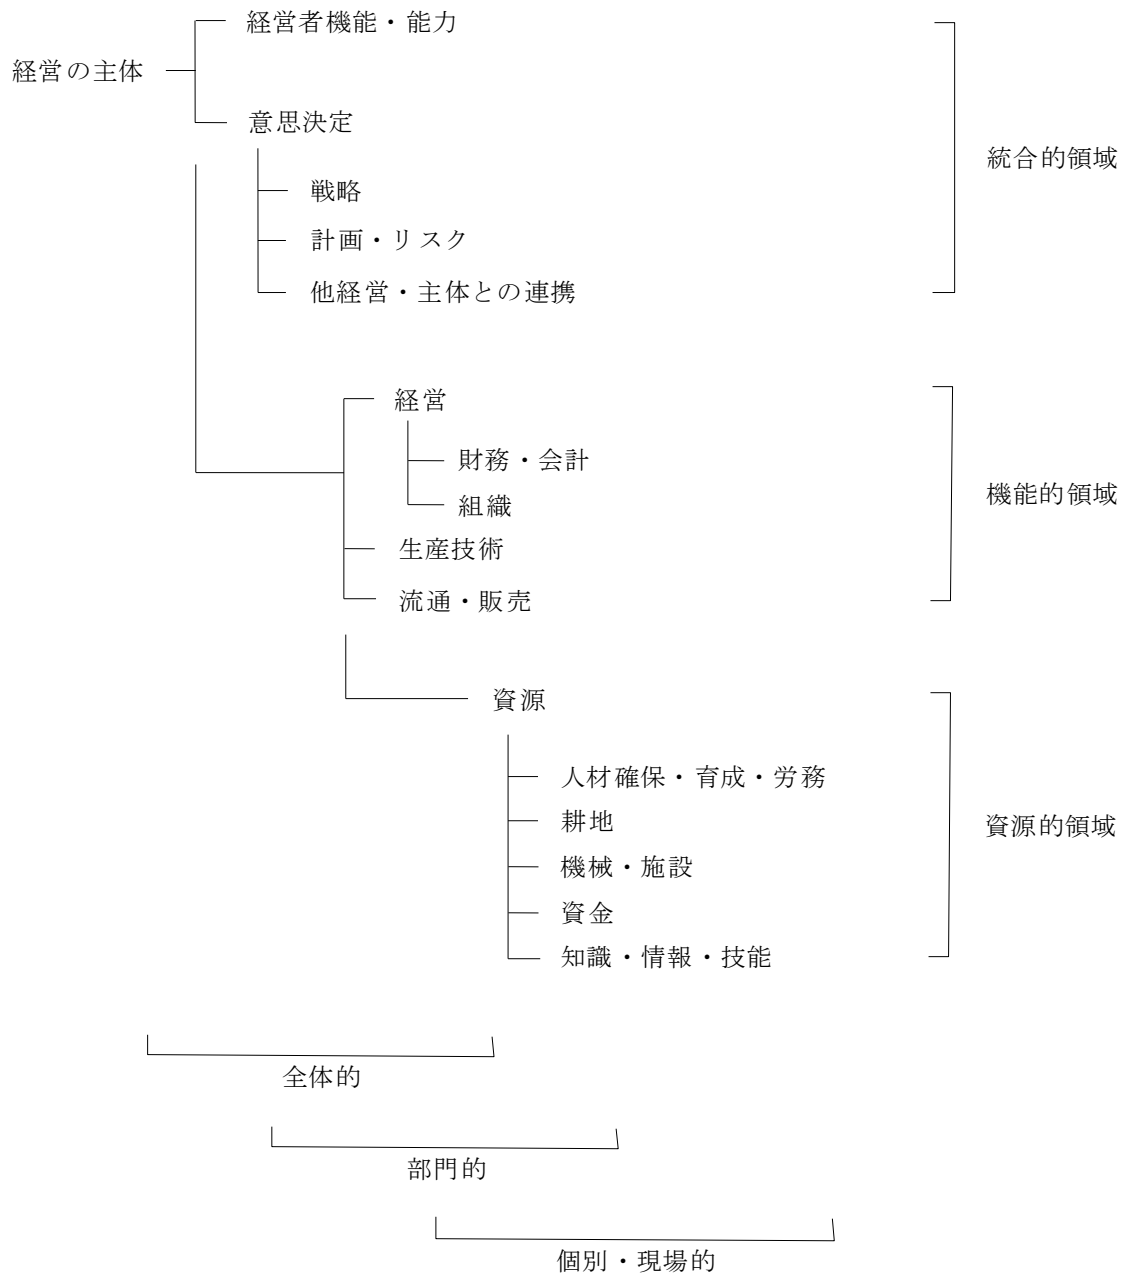 経営者機能・能力
経営の主体
意思決定
統合的領域
戦略
計画・リスク
他経営・主体との連携
経営
財務・会計
機能的領域
組織
生産技術
流通・販売
資源
人材確保・育成・労務
耕地
資源的領域
機械・施設
資金
知識・情報・技能
全体的
部門的
個別・現場的